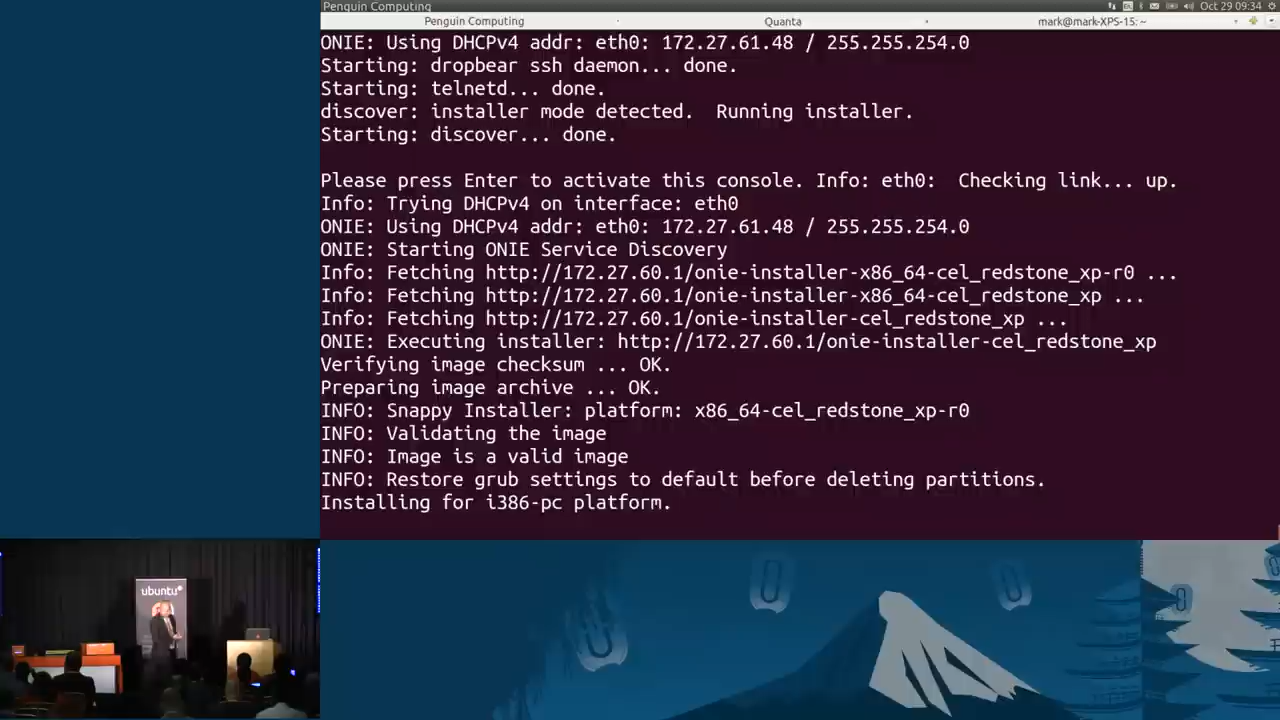 Penguin Computing
Oct 29 09:34
Penguin Computing
Quanta
mark@mark-XPS-15: ~
ONIE: Using DHCPv4 addr: eth0: 172.27.61.48 / 255.255.254.0
Starting: dropbear ssh daemon... done.
Starting: telnetd... done.
discover: installer mode detected.  Running installer.
Starting: discover... done.
Please press Enter to activate this console. Info: eth0:  Checking link... up.
Info: Trying DHCPv4 on interface: eth0
ONIE: Using DHCPv4 addr: eth0: 172.27.61.48 / 255.255.254.0
ONIE: Starting ONIE Service Discovery
Info: Fetching http://172.27.60.1/onie-installer-x86_64-cel_redstone_xp-r0 ...
Info: Fetching http://172.27.60.1/onie-installer-x86_64-cel_redstone_xp ...
Info: Fetching http://172.27.60.1/onie-installer-cel_redstone_xp ...
ONIE: Executing installer: http://172.27.60.1/onie-installer-cel_redstone_xp
Verifying image checksum ... OK.
Preparing image archive ... OK.
INFO: Snappy Installer: platform: x86_64-cel_redstone_xp-r0
INFO: Validating the image
INFO: Image is a valid image
INFO: Restore grub settings to default before deleting partitions.
Installing for i386-pc platform.
ubuntu